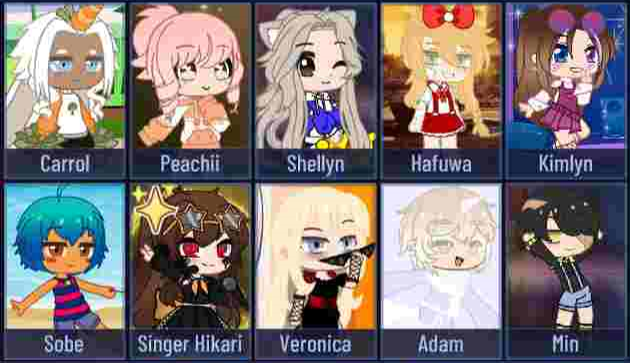 Carrol
Peachii
Shellyn
Hafuwa
Kimlyn
Sobe
Singer Hikari
Veronica
Adam
Min